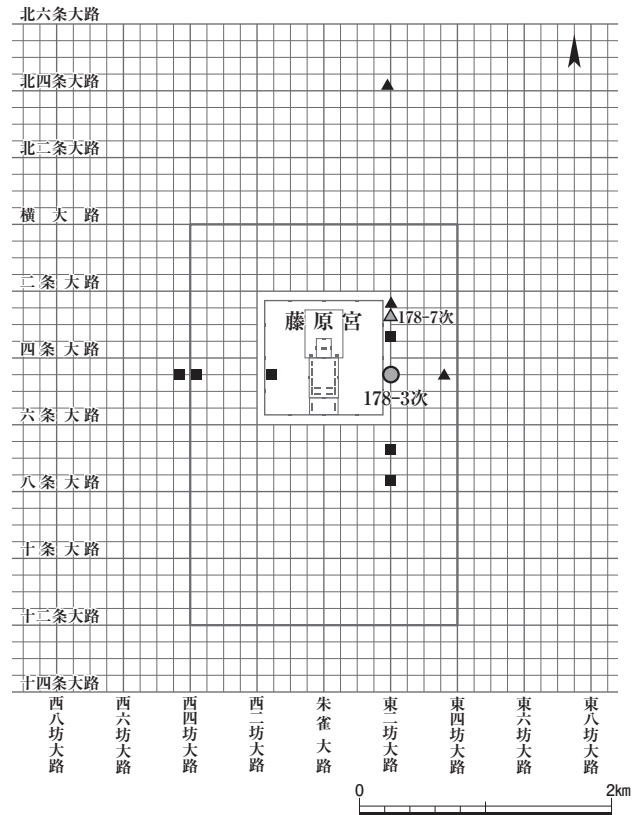 北六条大路
北四条大路
北二条大路
横大路
二条大路
藤原宮
178-7次
四条大路
178-3次
六条大路
八条大路
十条大路
十二条大路
十四条大路
西八坊大路
西六坊大路
西四坊大路
西二坊大路
朱雀大路
東二坊大路
東四坊大路
東六坊大路
東八坊大路
0 2km